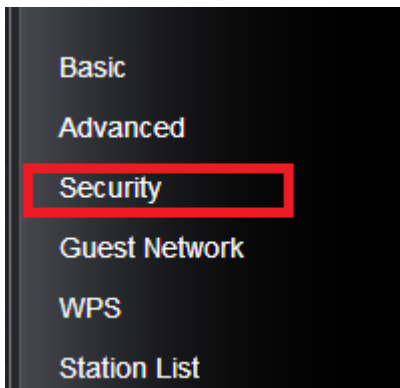 Basic
Advanced
Security
Guest Network
WPS
Station List